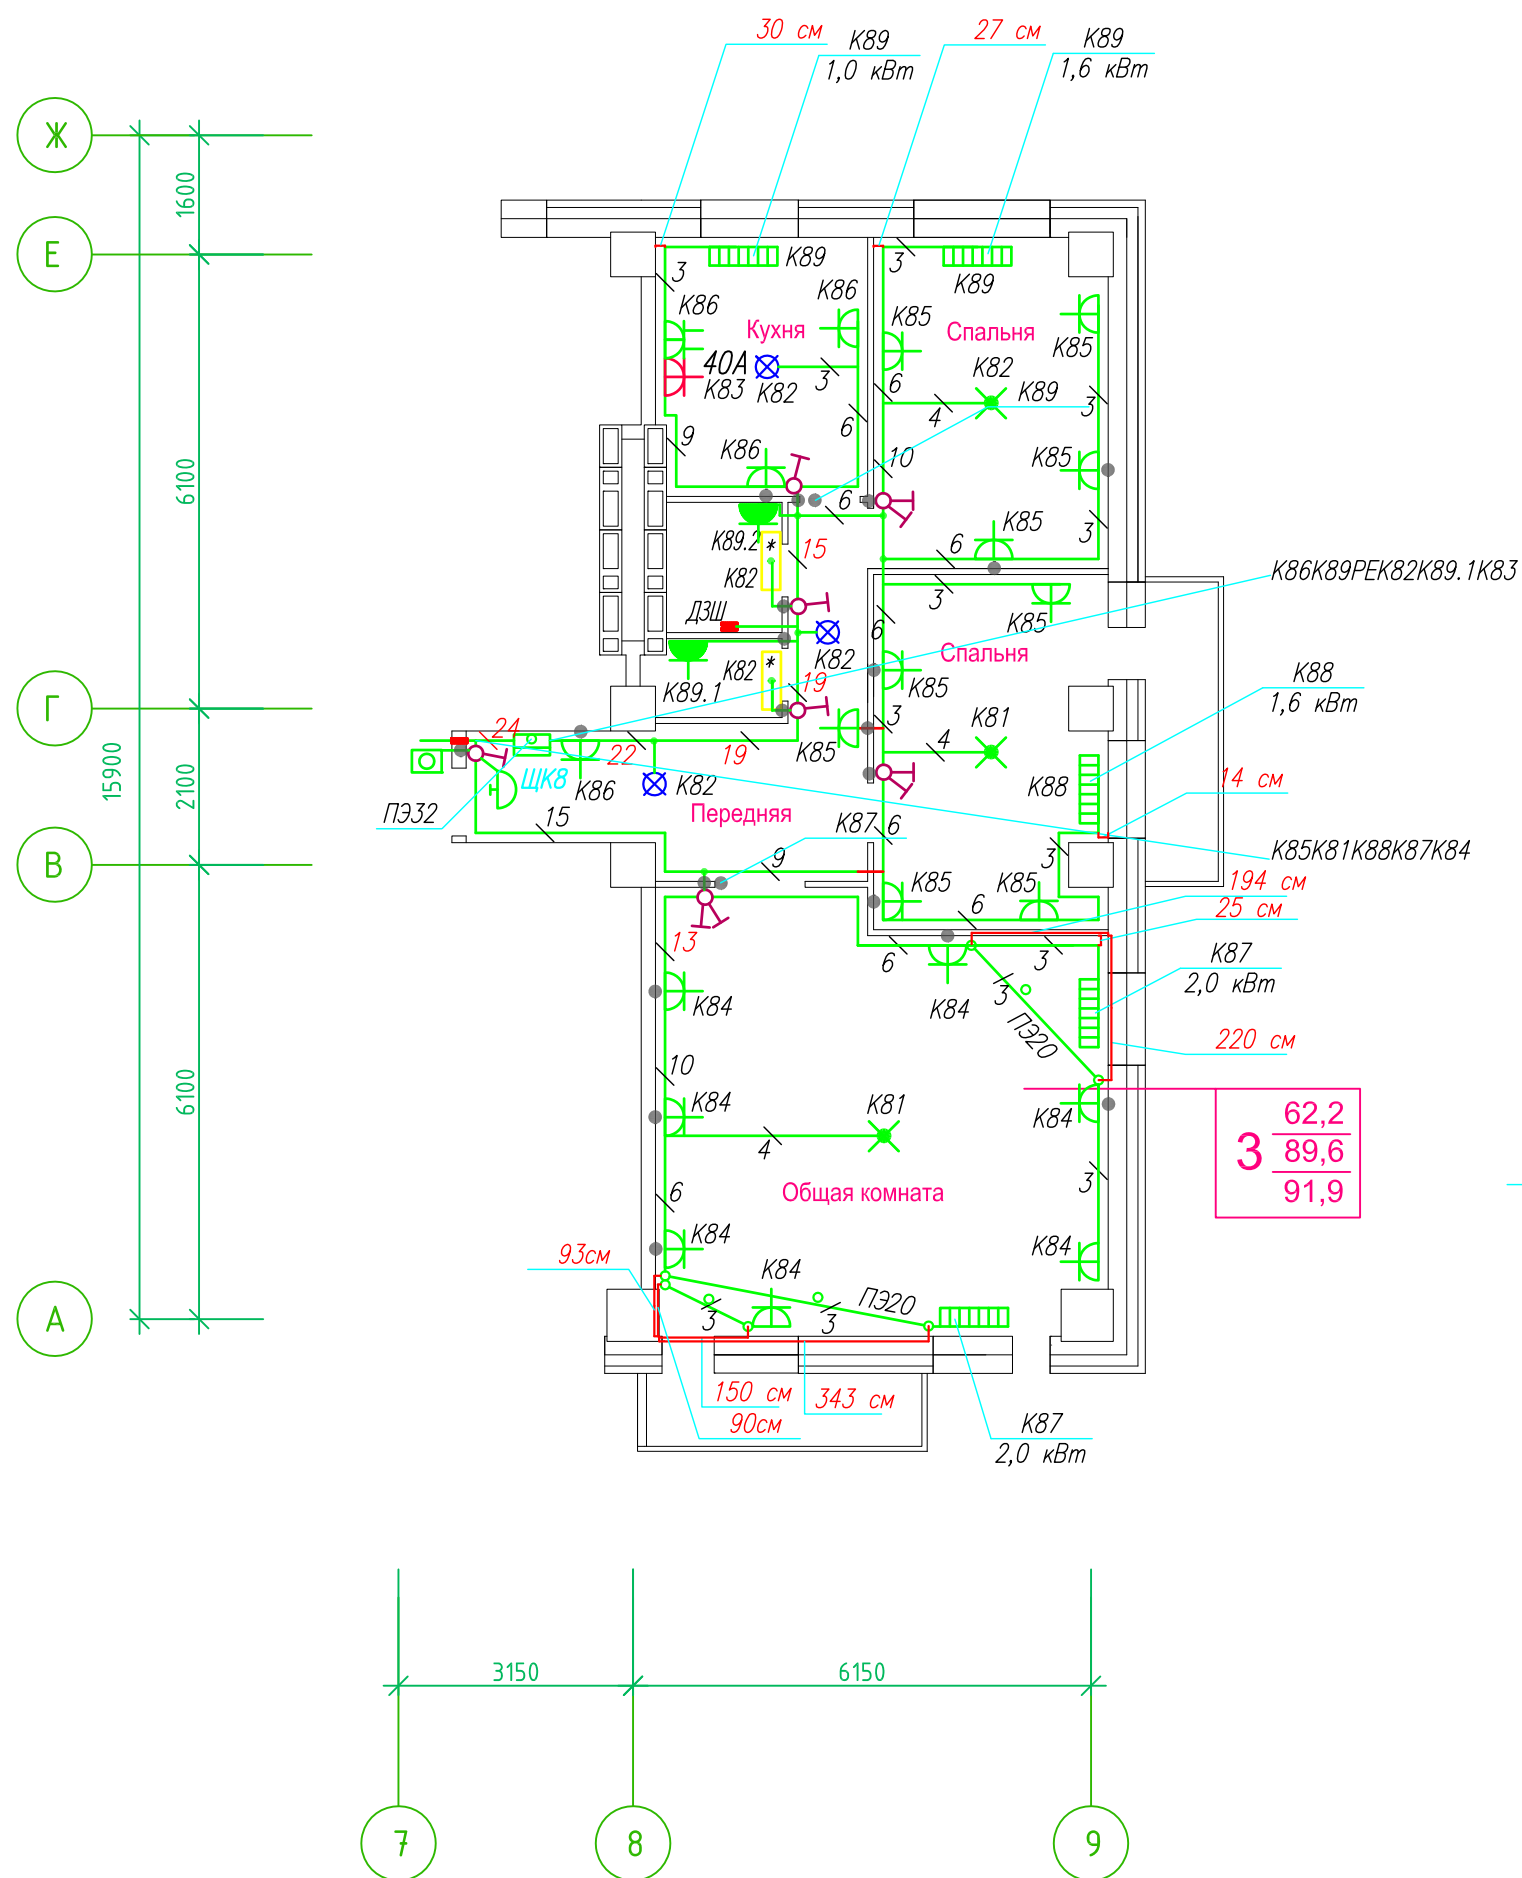 30 см
К89
1,0 кВт
27 см
К89
1,6 кВт
Ж
1600
Е
К89
К89
3
3
К86
К86
К85
К85
Кухня
Спальня
40А
К83
К82
3
К82
К89
6
4
3
6100
9
К86
6
10
К85
6
К85
3
К89.2
15
6
К82
3
К86К89РЕК82К89.1К83
ДЗШ
6
К85
К82
Спальня
К82
К85
К88
1,6 кВт
К89.1
19
Г
24
22
19
К85
3
К81
4
15900
2100
ЩК8
К86
К82
К88
14 см
ПЭ32
15
Передняя
К87
6
3
К85К81К88К87К84
В
9
К85
К85
194 см
6
25 см
13
6
3
К87
2,0 кВт
К84
К84
3
ПЭ20
220 см
10
6100
К84
К81
К84
62,2
3
89,6
91,9
4
3
6
Общая комната
К84
К84
93см
К84
ПЭ20
3
3
А
150 см
343 см
90см
К87
2,0 кВт
3150
6150
7
8
9